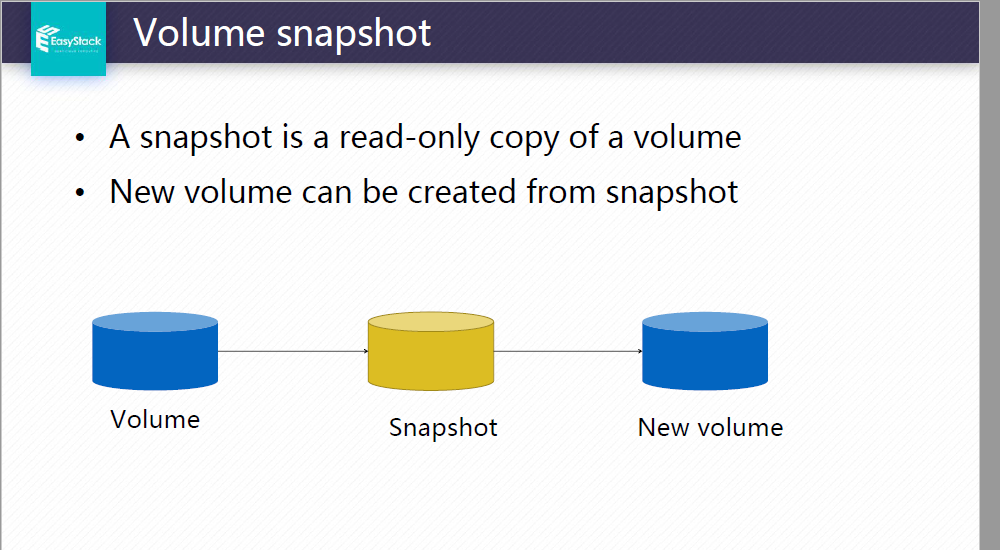 EasyStack
Volume snapshot
• A snapshot is a read-only copy of a volume
• New volume can be created from snapshot
Volume
Snapshot
New volume